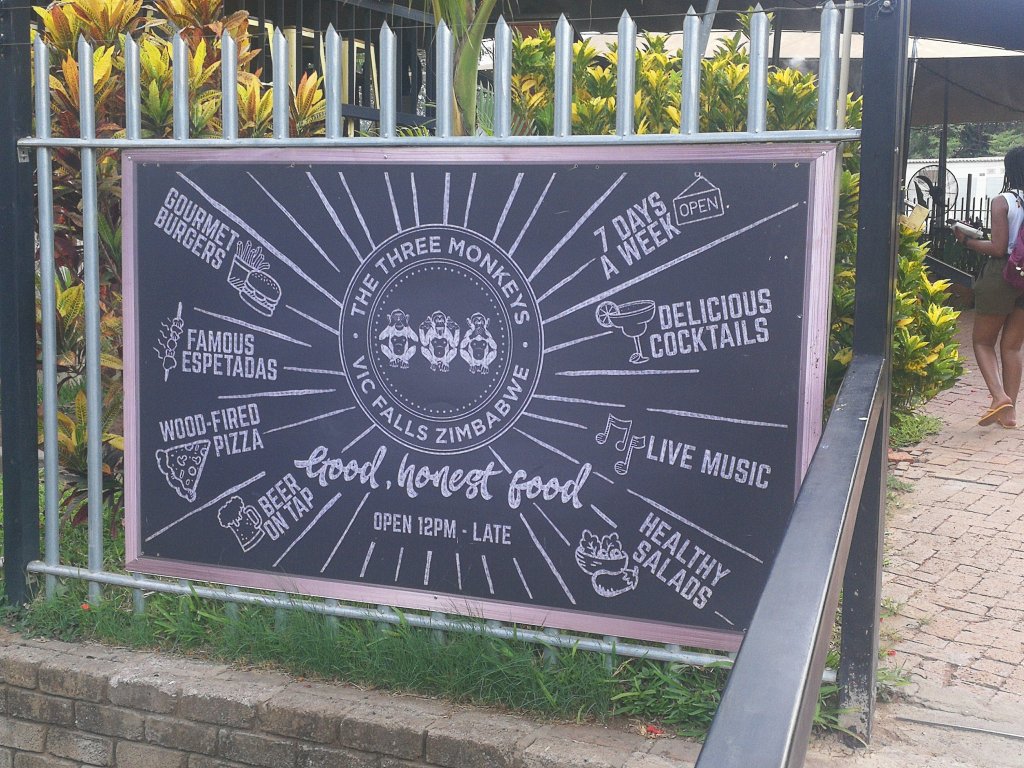 GOURMET
BURGERS
7 DAYS
A WEEK
OPEN
THE THREE MONKEYS
VIC FALLS ZIMBABWE
FAMOUS
ESPETADAS
DELICIOUS
COCKTAILS
WOOD-FIRED
PIZZA
LIVE MUSIC
BEER
ON TAP
Good, honest food
OPEN 12PM - LATE
HEALTHY
SALADS